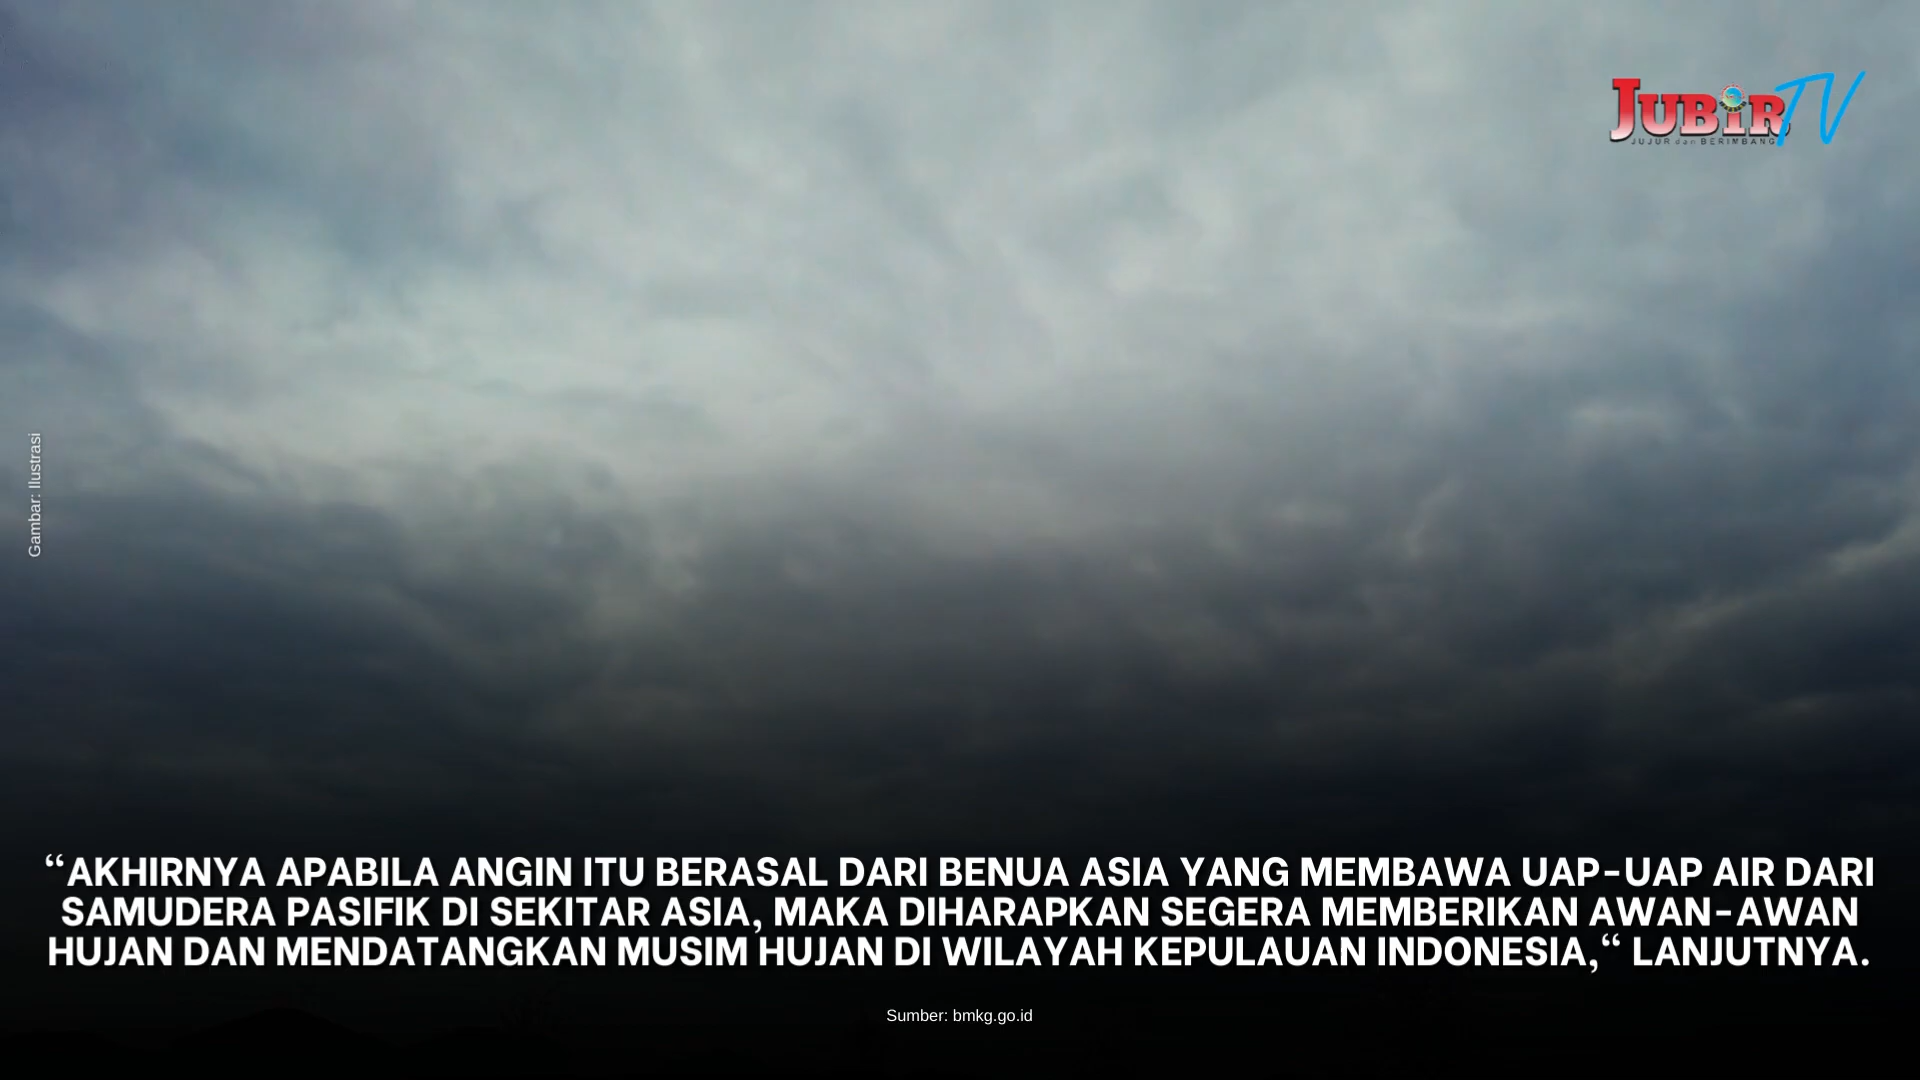 JUBIR TV
JUJUR dan BERIMBANG
Gambar: Ilustrasi
“AKHIRNYA APABILA ANGIN ITU BERASAL DARI BENUA ASIA YANG MEMBAWA UAP-UAP AIR DARI
SAMUDERA PASIFIK DI SEKITAR ASIA, MAKA DIHARAPKAN SEGERA MEMBERIKAN AWAN-AWAN
HUJAN DAN MENDATANGKAN MUSIM HUJAN DI WILAYAH KEPULAUAN INDONESIA,“ LANJUTNYA.
Sumber: bmkg.go.id